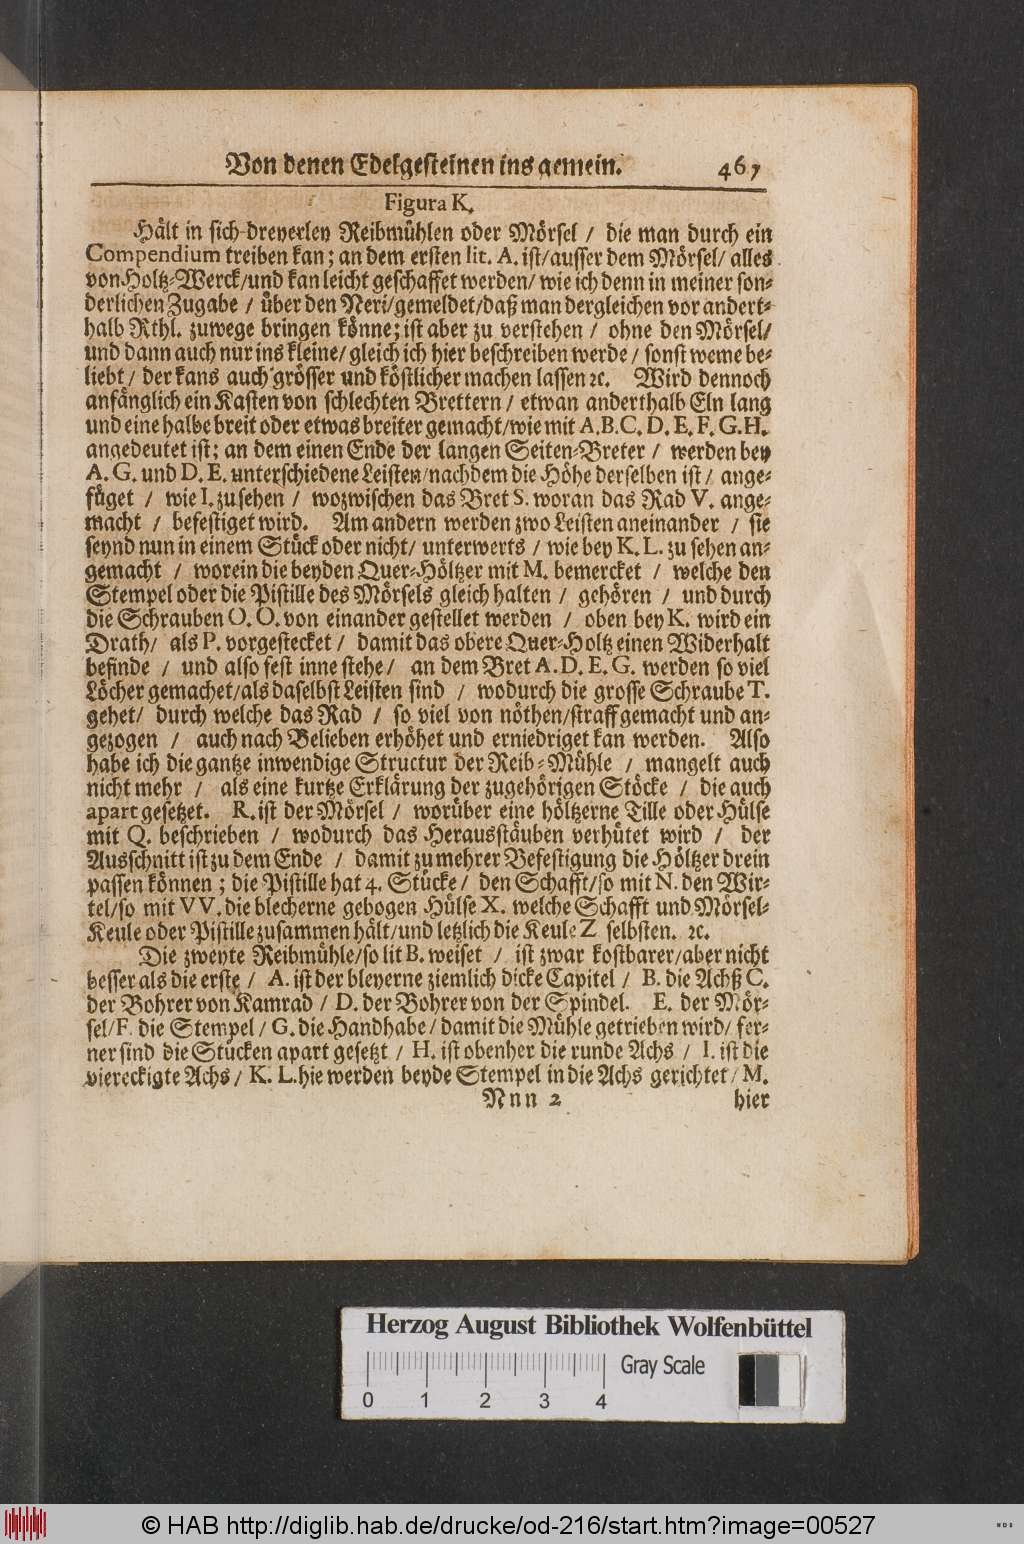 Von denen Edelgesteinen ins gemein. 467
Figura K.
Hält in sich dreyerley Reibmühlen oder Mörsel / die man durch ein
Compendium treiben kan; an dem ersten lit. A. ist/ausser dem Mörsel/ alles
von Holtz-Werck/und kan leicht geschaffet werden/ wie ich denn in meiner son-
derlichen Zugabe / über den Neri/gemeldet/daß man dergleichen vor andert-
halb Rthl. zuwege bringen könne; ist aber zu verstehen / ohne den Mörsel/
und dann auch nur ins kleine/ gleich ich hier beschreiben werde / sonst weme be-
liebt / der kans auch grösser und köstlicher machen lassen ꝛc. Wird dennoch
anfänglich ein Kasten von schlechten Brettern / etwan anderthalb Eln lang
und eine halbe breit oder etwas breiter gemacht/wie mit A.B.C. D. E. F. G.H.
angedeutet ist; an dem einen Ende der langen Seiten-Breter / werden bey
A. G. und D. E. unterschiedene Leisten/nachdem die Höhe derselben ist / ange-
füget / wie I. zu sehen / wozwischen das Bret S. woran das Rad V. ange-
macht / befestiget wird. Am andern werden zwo Leisten aneinander / sie
seynd nun in einem Stück oder nicht/ unterwerts / wie bey K. L. zu sehen an-
gemacht / worein die beyden Quer-Höltzer mit M. bemercket / welche den
Stempel oder die Pistille des Mörsels gleich halten / gehören / und durch
die Schrauben O. O. von einander gestellet werden / oben bey K. wird ein
Drath/ als P. vorgestecket / damit das obere Quer-Holtz einen Widerhalt
befinde / und also fest inne stehe / an dem Bret A. D. E. G. werden so viel
Löcher gemachet/als daselbst Leisten sind / wodurch die grosse Schraube T.
gehet/ durch welche das Rad / so viel von nöthen/straff gemacht und an-
gezogen / auch nach Belieben erhöhet und erniedriget kan werden. Also
habe ich die gantze inwendige Structur der Reib-Mühle / mangelt auch
nicht mehr / als eine kurtze Erklärung der zugehörigen Stöcke / die auch
apart gesetzet. R. ist der Mörsel / worüber eine höltzerne Tille oder Hülse
mit Q. beschrieben / wodurch das Herausstäuben verhütet wird / der
Ausschnitt ist zu dem Ende / damit zu mehrer Befestigung die Höltzer drein
passen können ; die Pistille hat 4. Stücke / den Schafft/so mit N. den Wir-
tel/so mit VV. die blecherne gebogen Hülse X. welche Schafft und Mörsel-
Keule oder Pistille zusammen hält/und letzlich die Keule Z selbsten. ꝛc.
Die zweyte Reibmühle/so lit B. weiset / ist zwar kostbarer/aber nicht
besser als die erste / A. ist der bleyerne ziemlich dicke Capitel / B. die Achß C.
der Bohrer von Kamrad / D. der Bohrer von der Spindel. E. der Mör-
sel/F. die Stempel / G. die Handhabe / damit die Mühle getrieben wird/ fer-
ner sind die Stücken apart gesetzt / H. ist obenher die runde Achs / I. ist die
viereckigte Achs / K. L. hie werden beyde Stempel in die Achs gerichtet / M.
Nnn 2 hier
Herzog August Bibliothek Wolfenbüttel
Gray Scale
0 1 2 3 4
© HAB http://diglib.hab.de/drucke/od-216/start.htm?image=00527